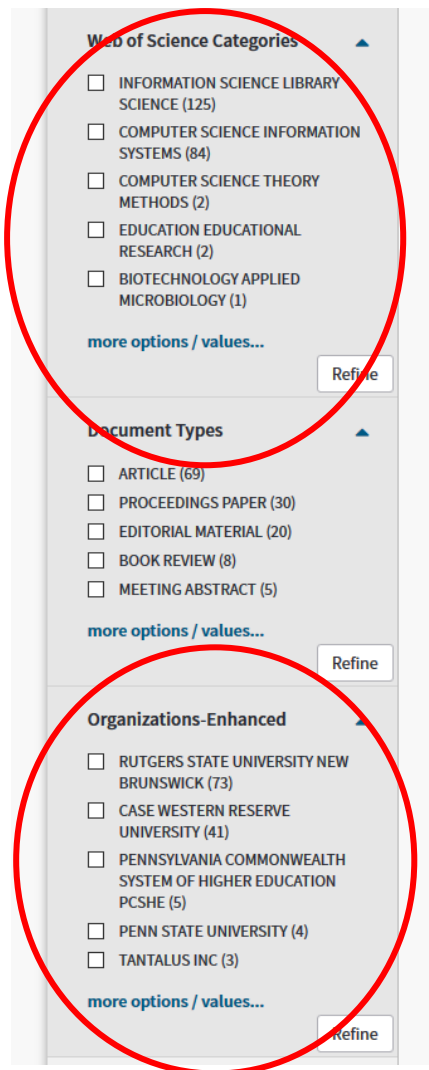 Web of Science Categories
INFORMATION SCIENCE LIBRARY
SCIENCE (125)
COMPUTER SCIENCE INFORMATION
SYSTEMS (84)
COMPUTER SCIENCE THEORY
METHODS (2)
EDUCATION EDUCATIONAL
RESEARCH (2)
BIOTECHNOLOGY APPLIED
MICROBIOLOGY (1)
more options / values...
Refine
Document Types
ARTICLE (69)
PROCEEDINGS PAPER (30)
EDITORIAL MATERIAL (20)
BOOK REVIEW (8)
MEETING ABSTRACT (5)
more options / values...
Refine
Organizations-Enhanced
RUTGERS STATE UNIVERSITY NEW
BRUNSWICK (73)
CASE WESTERN RESERVE
UNIVERSITY (41)
PENNSYLVANIA COMMONWEALTH
SYSTEM OF HIGHER EDUCATION
PCSHE (5)
PENN STATE UNIVERSITY (4)
TANTALUS INC (3)
more options / values...
Refine